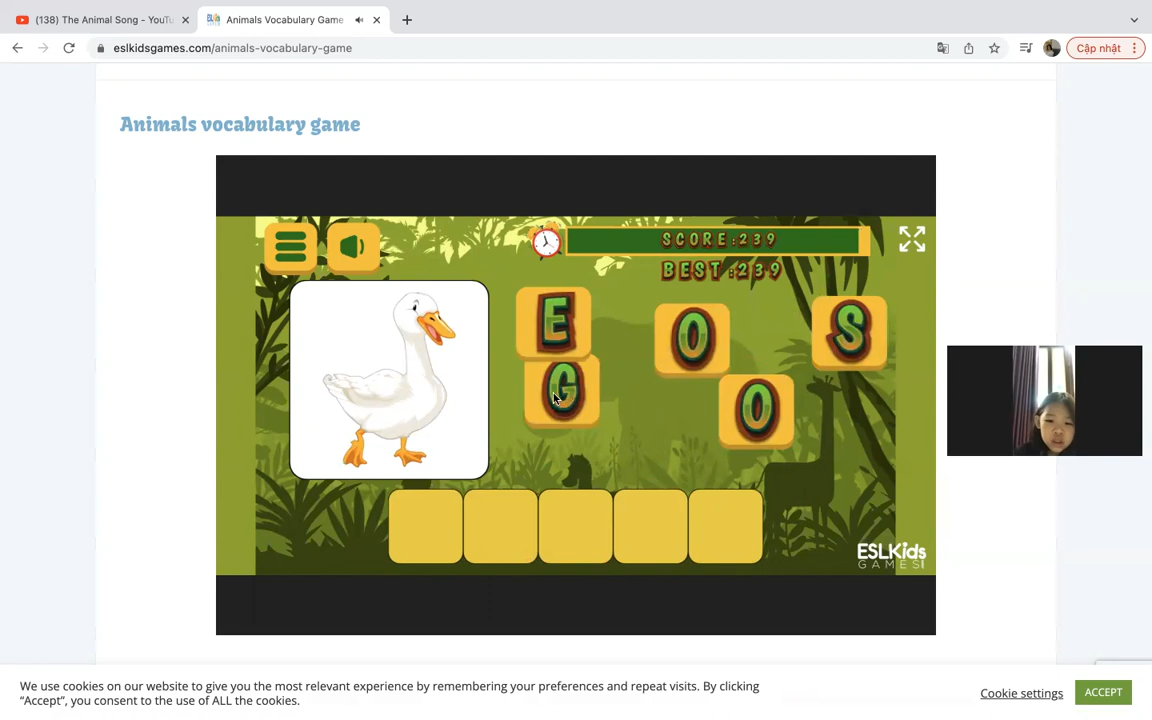 (138) The Animal Song - YouTu
Animals Vocabulary Game
eslkidsgames.com/animals-vocabulary-game
Cập nhật
Animals vocabulary game
SCORE:239
BEST:239
E
O
S
G
O
ESLKids
GAMES
We use cookies on our website to give you the most relevant experience by remembering your preferences and repeat visits. By clicking
“Accept”, you consent to the use of ALL the cookies.
Cookie settings
ACCEPT